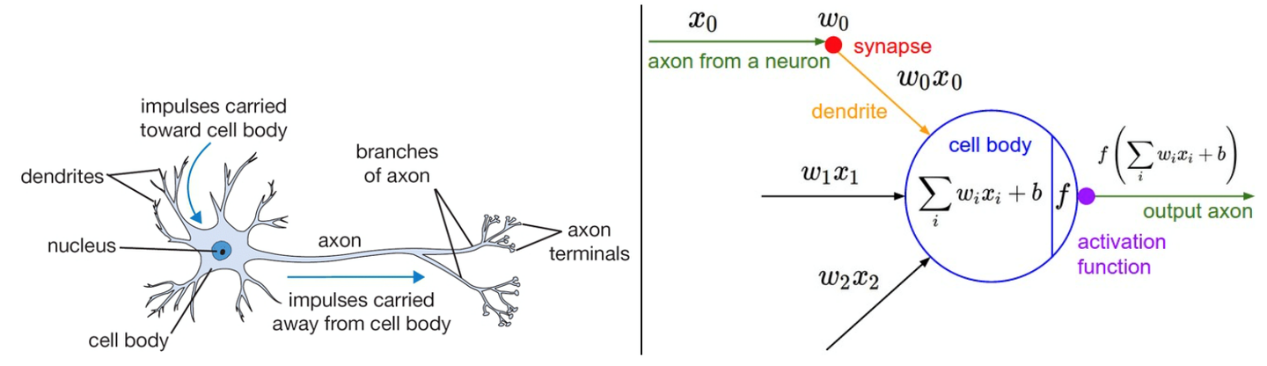 impulses carried
toward cell body
dendrites
nucleus
cell body
axon
impulses carried
away from cell body
branches
of axon
axon
terminals
x₀
w₀
synapse
axon from a neuron
w₀x₀
dendrite
cell body
w₁x₁
∑ᵢ wᵢxᵢ + b
f
f(∑ᵢ wᵢxᵢ + b)
output axon
activation
function
w₂x₂